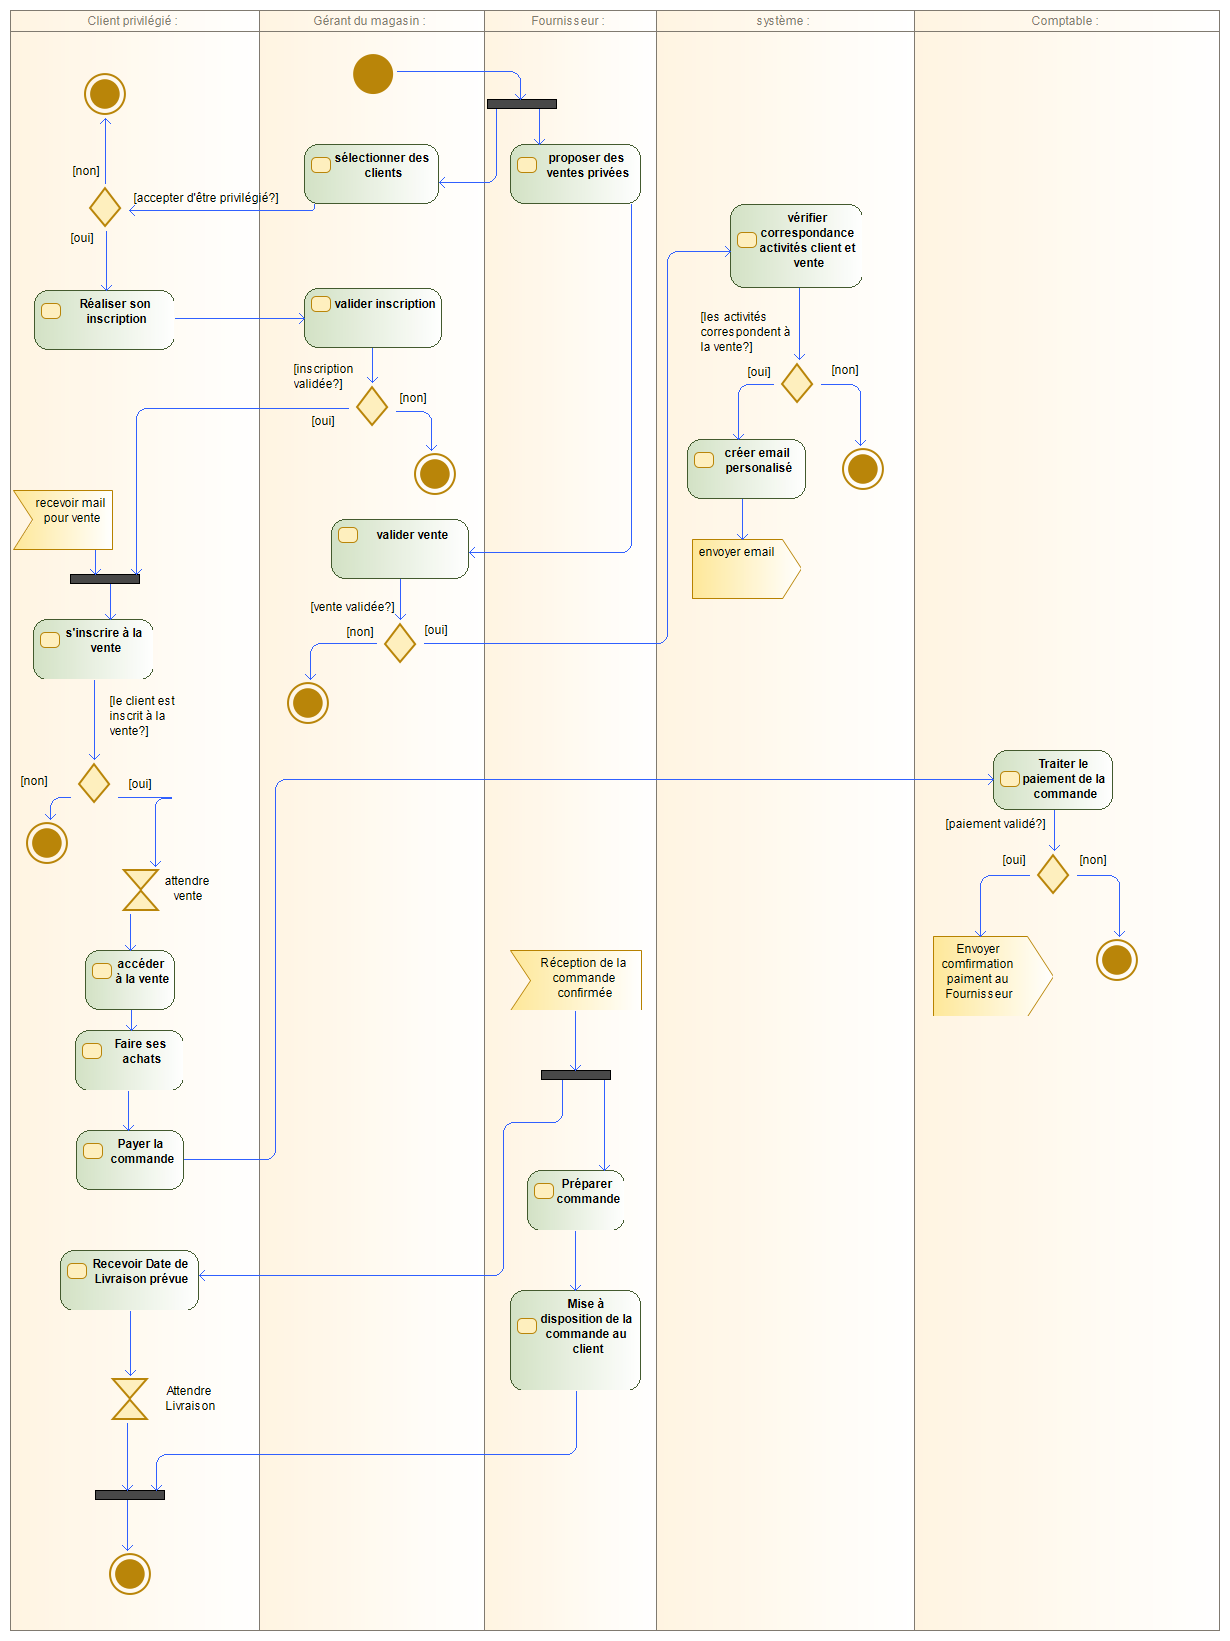 Client privilégié :
Gérant du magasin :
Fournisseur :
système :
Comptable :
[non]
[accepter d'être privilégié?]
[oui]
sélectionner des
clients
proposer des
ventes privées
vérifier
correspondance
activités client et
vente
Réaliser son
inscription
valider inscription
[les activités
correspondent à
la vente?]
[inscription
validée?]
[non]
[oui]
[oui]
[non]
créer email
personalisé
recevoir mail
pour vente
valider vente
envoyer email
[vente validée?]
[non]
[oui]
s'inscrire à la
vente
[le client est
inscrit à la
vente?]
[non]
[oui]
Traiter le
paiement de la
commande
[paiement validé?]
[oui]
[non]
attendre
vente
accéder
à la vente
Réception de la
commande
confirmée
Envoyer
comfirmation
paiment au
Fournisseur
Faire ses
achats
Payer la
commande
Préparer
commande
Recevoir Date de
Livraison prévue
Mise à
disposition de la
commande au
client
Attendre
Livraison